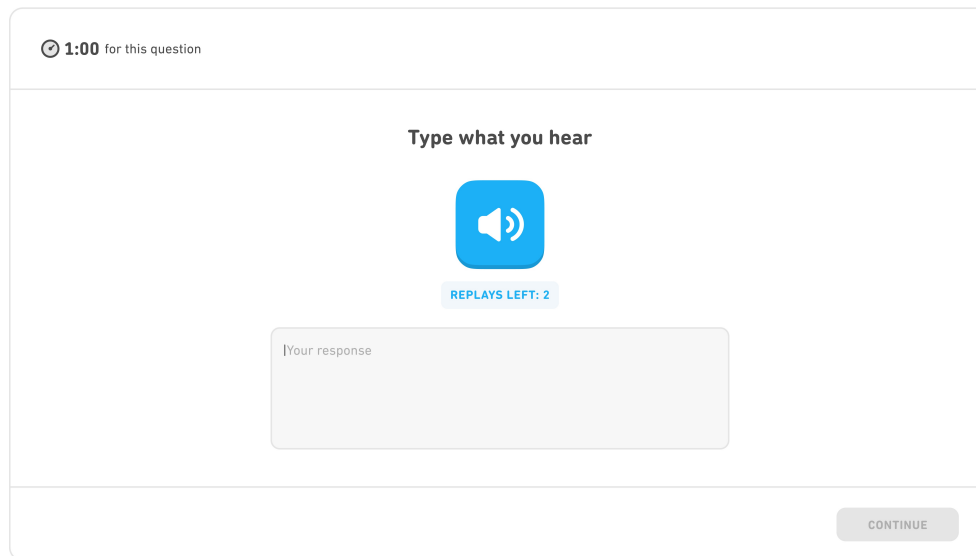 1:00 for this question
Type what you hear
REPLAYS LEFT: 2
Your response
CONTINUE